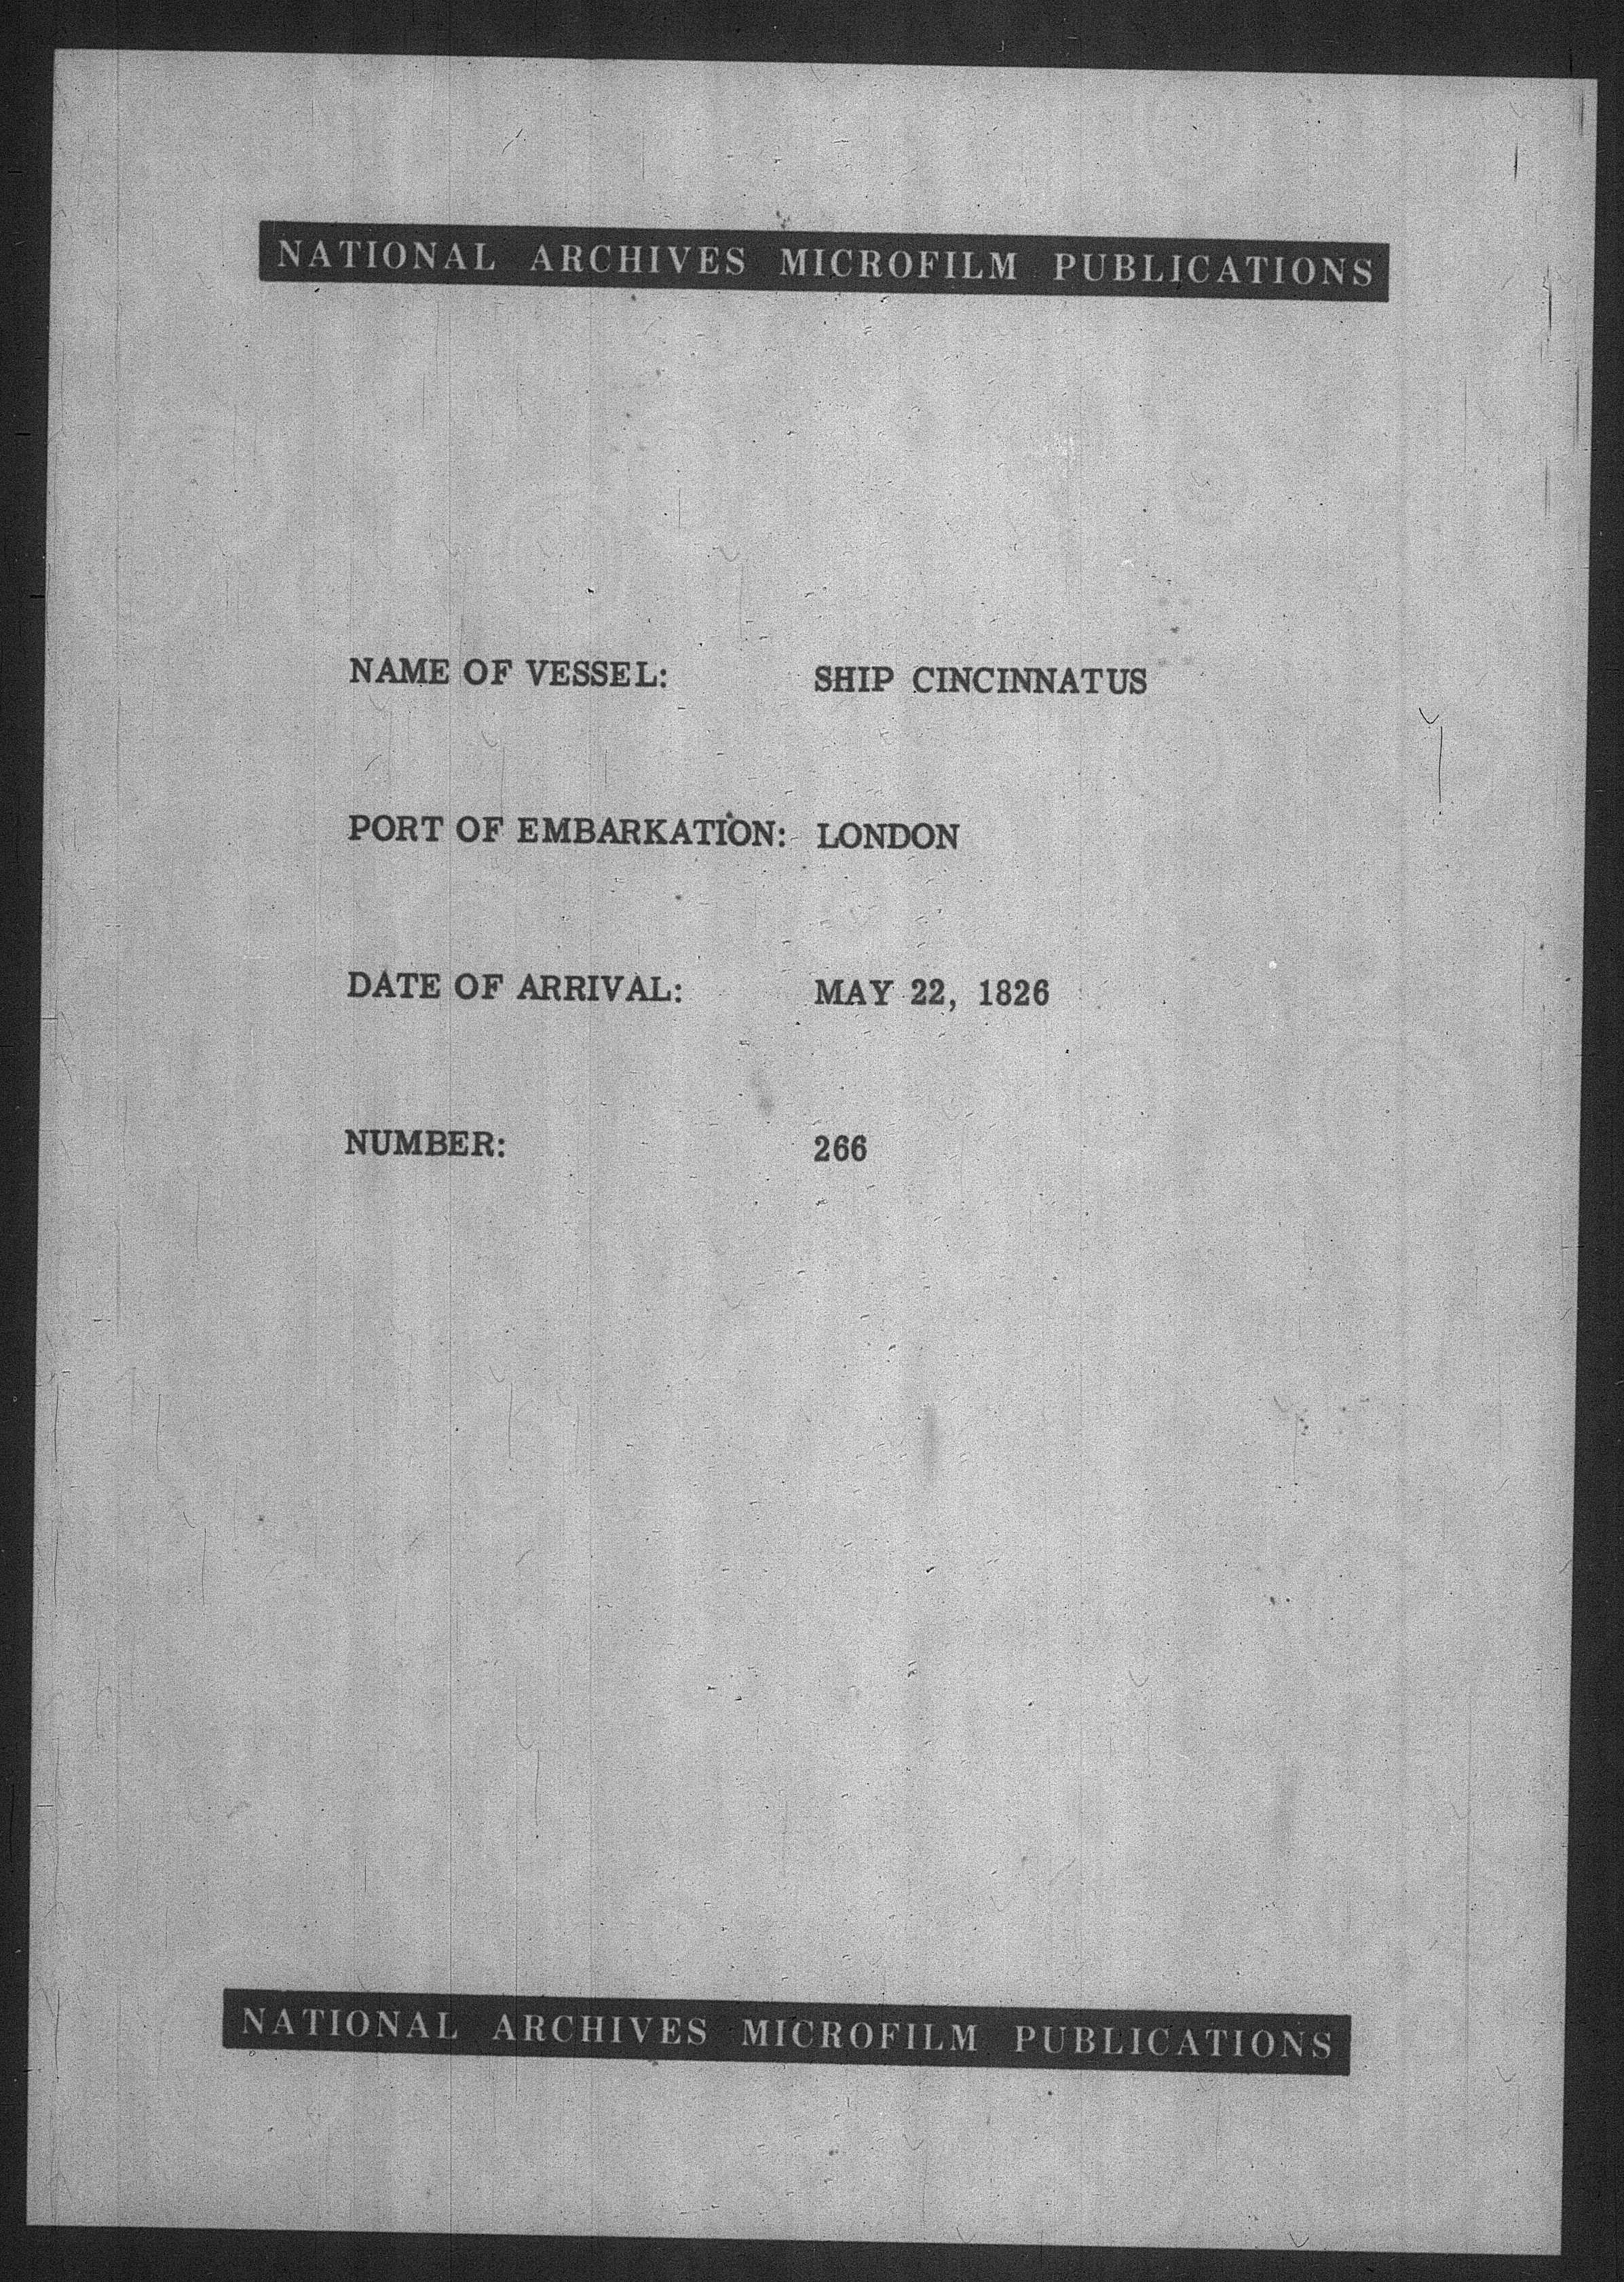 NATIONAL ARCHIVES MICROFILM PUBLICATIONS
NAME OF VESSEL: SHIP CINCINNATUS
PORT OF EMBARKATION: LONDON
DATE OF ARRIVAL: MAY 22, 1826
NUMBER: 266
NATIONAL ARCHIVES MICROFILM PUBLICATIONS